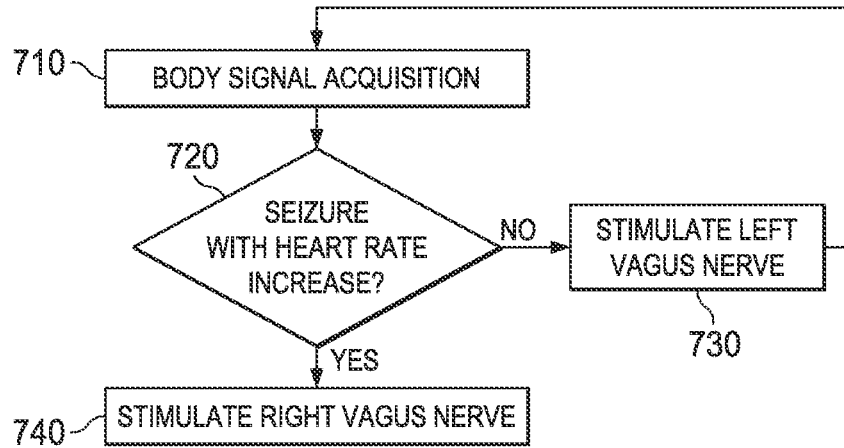 710
BODY SIGNAL ACQUISITION
720
SEIZURE
WITH HEART RATE
INCREASE?
NO
STIMULATE LEFT
VAGUS NERVE
730
YES
740
STIMULATE RIGHT VAGUS NERVE